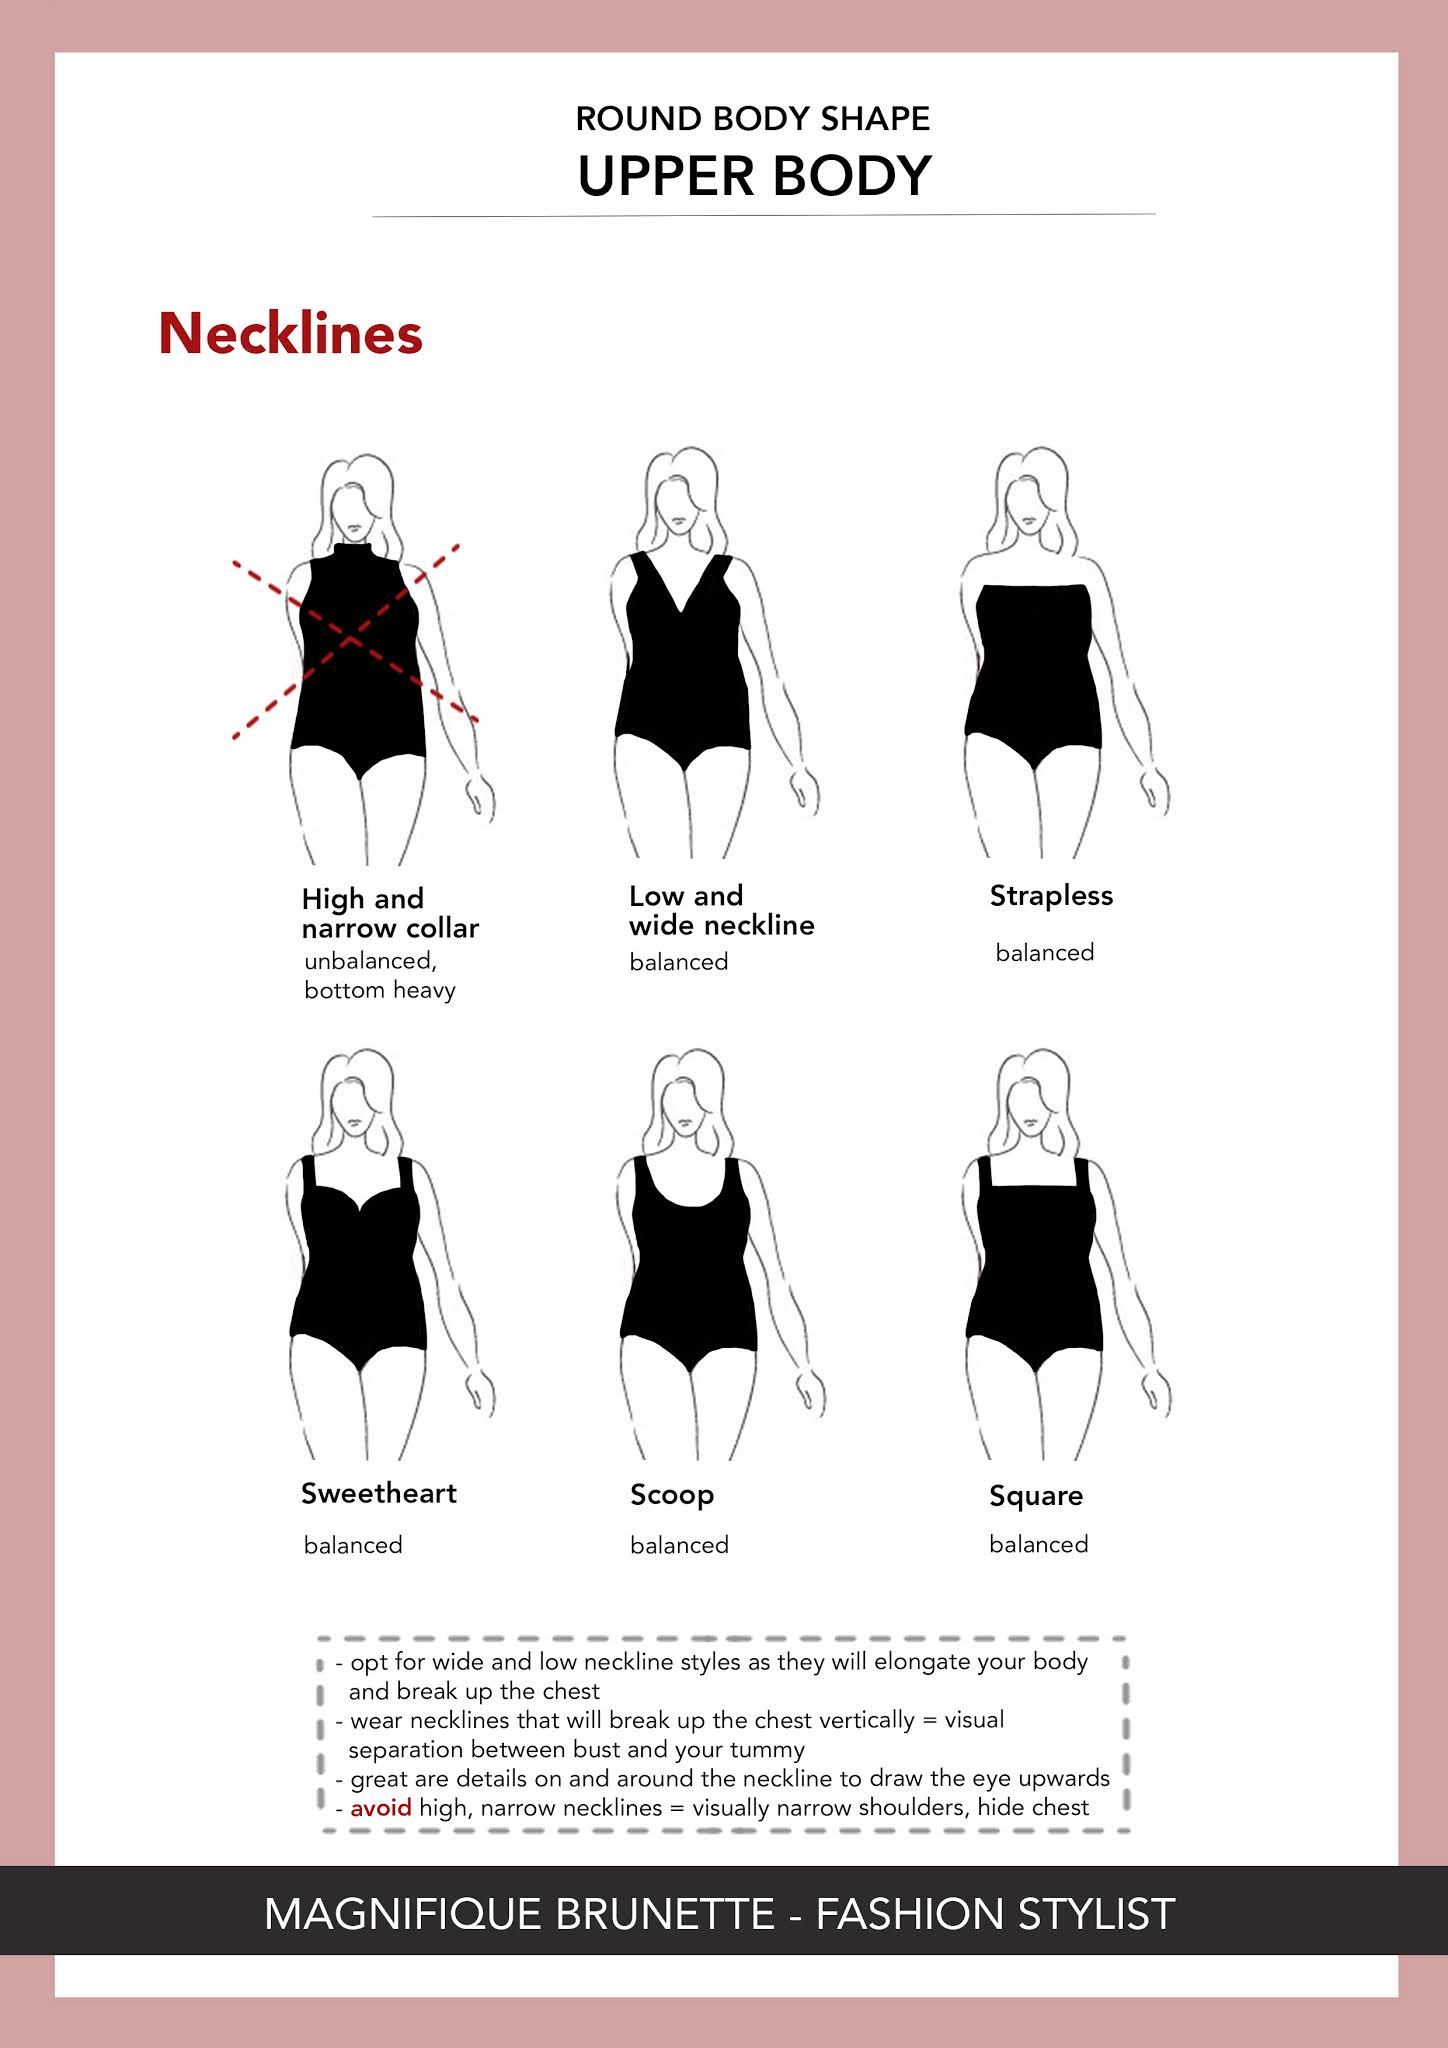 ROUND BODY SHAPE
UPPER BODY
Necklines
High and
narrow collar
unbalanced,
bottom heavy
Low and
wide neckline
balanced
Strapless
balanced
Sweetheart
balanced
Scoop
balanced
Square
balanced
- opt for wide and low neckline styles as they will elongate your body
and break up the chest
- wear necklines that will break up the chest vertically = visual
separation between bust and your tummy
- great are details on and around the neckline to draw the eye upwards
- avoid high, narrow necklines = visually narrow shoulders, hide chest
MAGNIFIQUE BRUNETTE - FASHION STYLIST